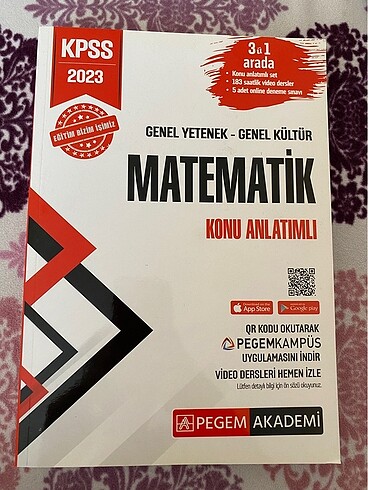 KPSS
2023
3'ü 1
arada
• Konu anlatımlı set
• 183 saatlik video dersler
• 5 adet online deneme sınavı
EĞİTİM BİZİM İŞİMİZ
GENEL YETENEK - GENEL KÜLTÜR
MATEMATİK
KONU ANLATIMLI
App Store
Google play
QR KODU OKUTARAK
PEGEMKAMPÜS
UYGULAMASINI İNDİR
VİDEO DERSLERİ HEMEN İZLE
Lütfen detaylı bilgi için ön sözü okuyunuz.
PEGEM AKADEMİ